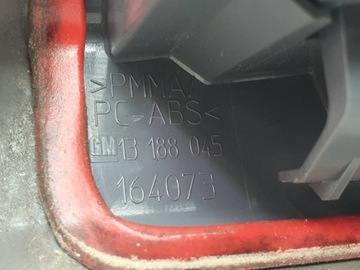 >PMMA/
PC-ABS<
GM 13 188 045
164073